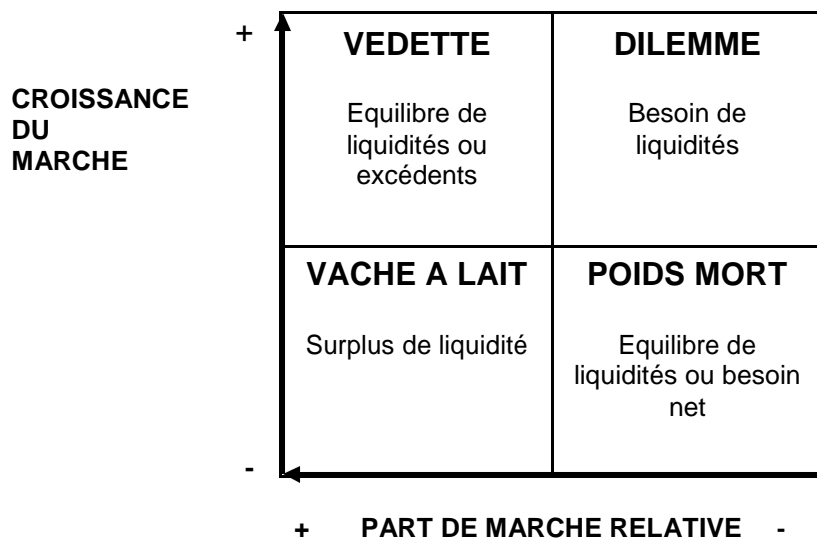 +
VEDETTE
DILEMME
CROISSANCE
DU
MARCHE
Equilibre de
liquidités ou
excédents
Besoin de
liquidités
VACHE A LAIT
POIDS MORT
Surplus de liquidité
Equilibre de
liquidités ou besoin
net
-
+ PART DE MARCHE RELATIVE -